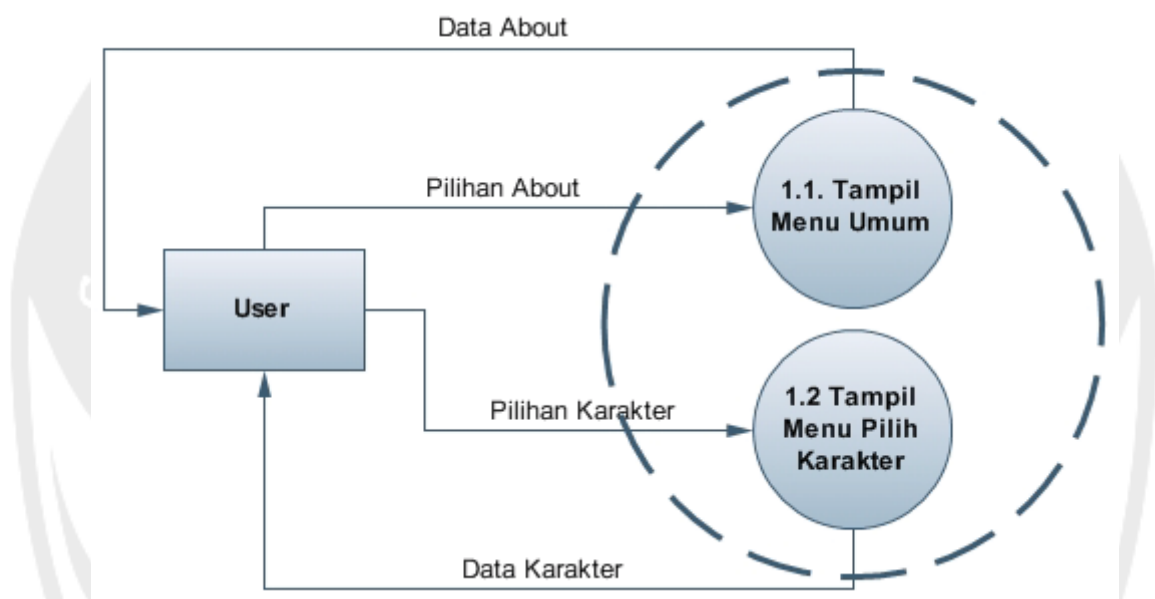 Data About
Pilihan About
1.1. Tampil
Menu Umum
User
Pilihan Karakter
1.2 Tampil
Menu Pilih
Karakter
Data Karakter